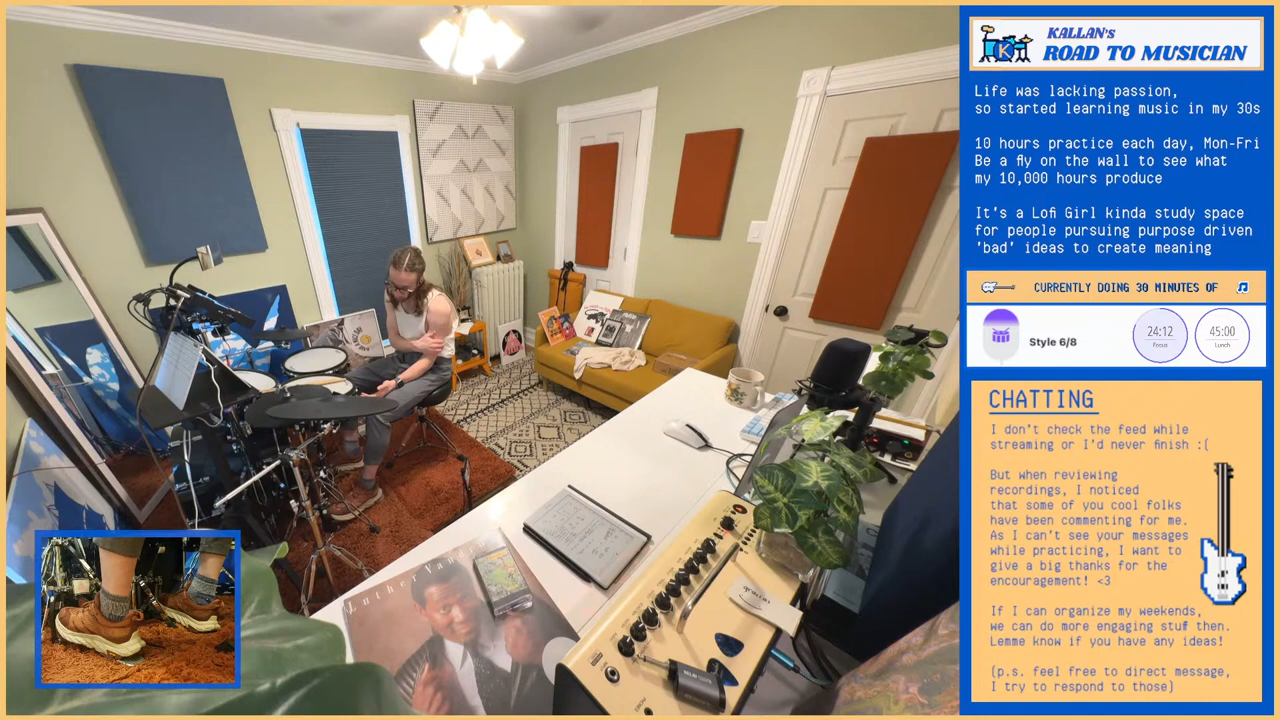 KALLAN's
ROAD TO MUSICIAN
Life was lacking passion,
so started learning music in my 30s
10 hours practice each day, Mon-Fri
Be a fly on the wall to see what
my 10,000 hours produce
It's a Lofi Girl kinda study space
for people pursuing purpose driven
'bad' ideas to create meaning
CURRENTLY DOING 30 MINUTES OF
Style 6/8
24:12
Focus
45:00
Lunch
CHATTING
I don't check the feed while
streaming or I'd never finish :(
But when reviewing
recordings, I noticed
that some of you cool folks
have been commenting for me.
As I can't see your messages
while practicing, I want to
give a big thanks for the
encouragement! <3
If I can organize my weekends,
we can do more engaging stuff then.
Lemme know if you have any ideas!
(p.s. feel free to direct message,
I try to respond to those)
Luther